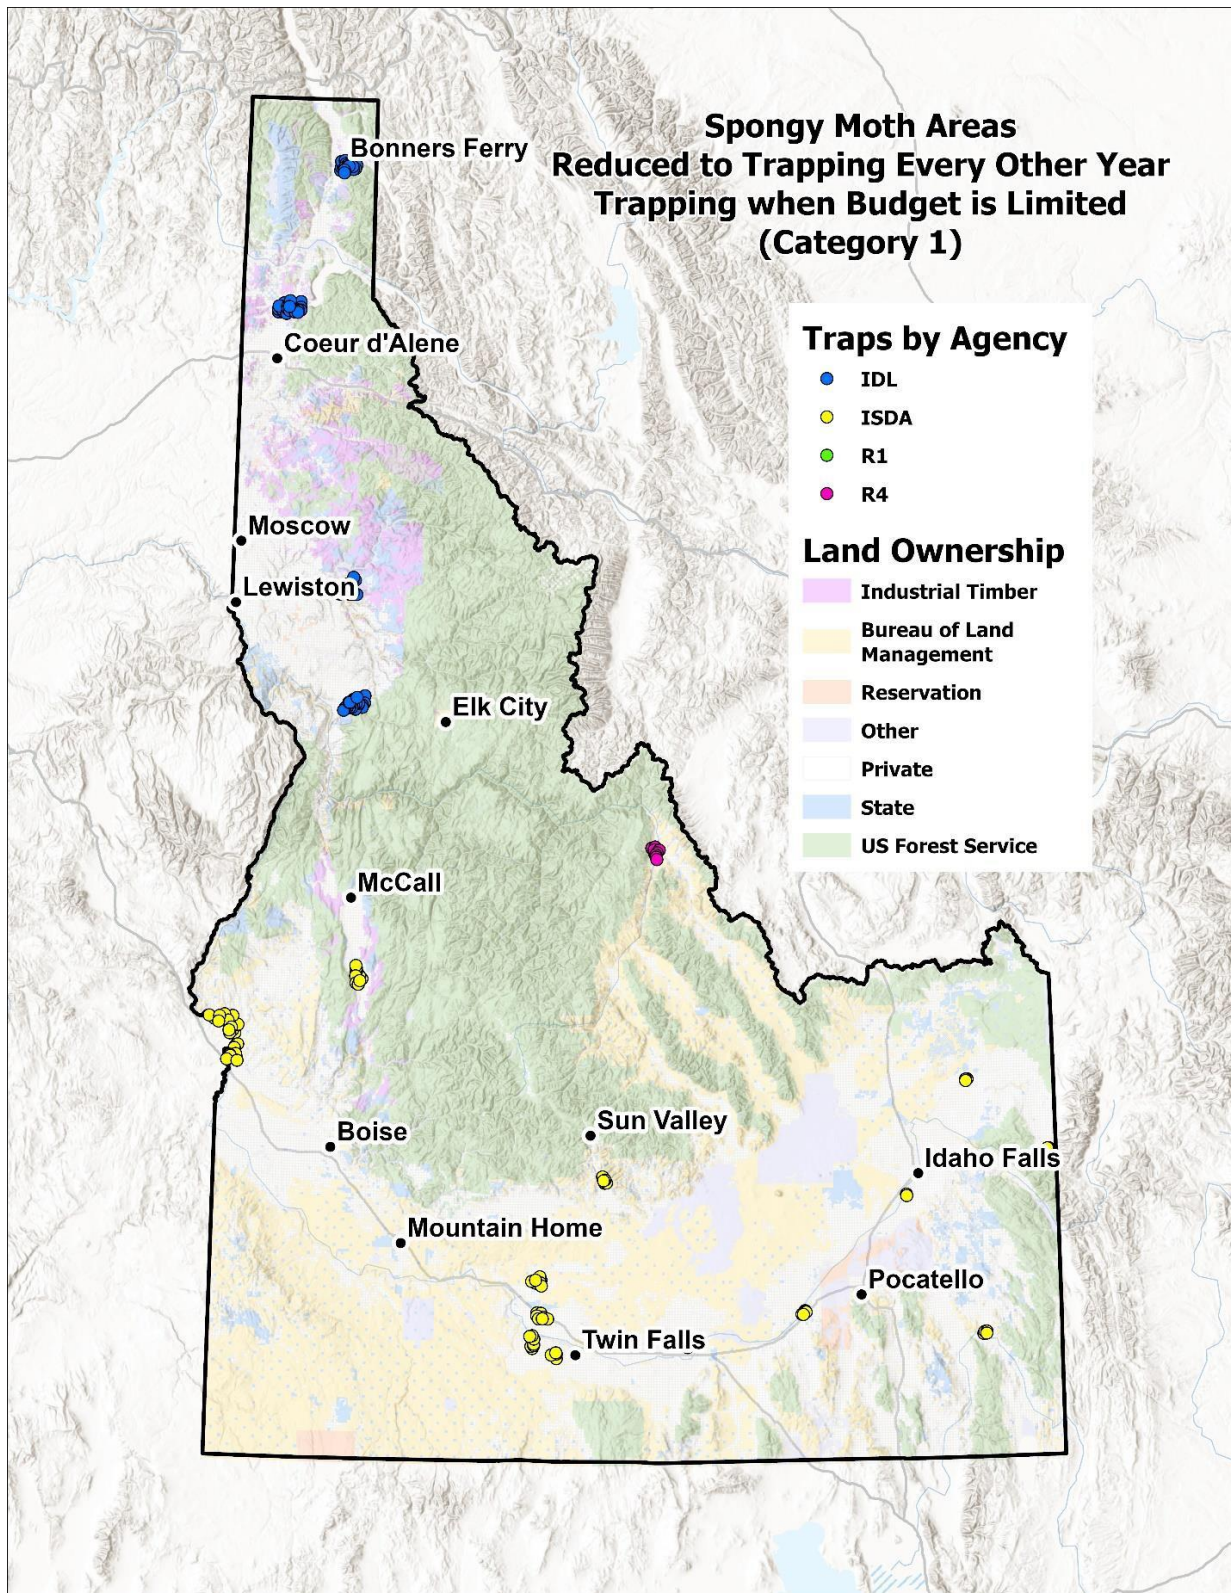 Spongy Moth Areas
Reduced to Trapping Every Other Year
Trapping when Budget is Limited
(Category 1)
Bonners Ferry
Coeur d'Alene
Moscow
Lewiston
Elk City
McCall
Boise
Sun Valley
Idaho Falls
Mountain Home
Pocatello
Twin Falls
Traps by Agency
IDL
ISDA
R1
R4
Land Ownership
Industrial Timber
Bureau of Land
Management
Reservation
Other
Private
State
US Forest Service